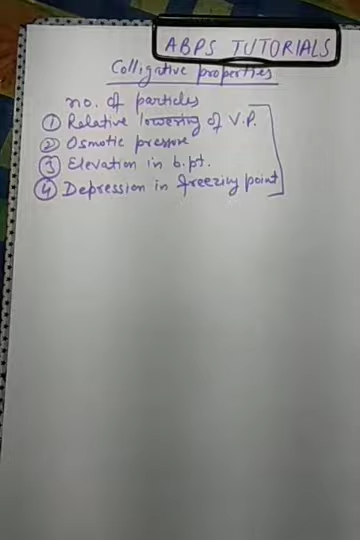 ABPS TUTORIALS
Colligative properties
no. of particles
① Relative lowering of V.P.
② Osmotic pressure
③ Elevation in b.pt.
④ Depression in freezing point